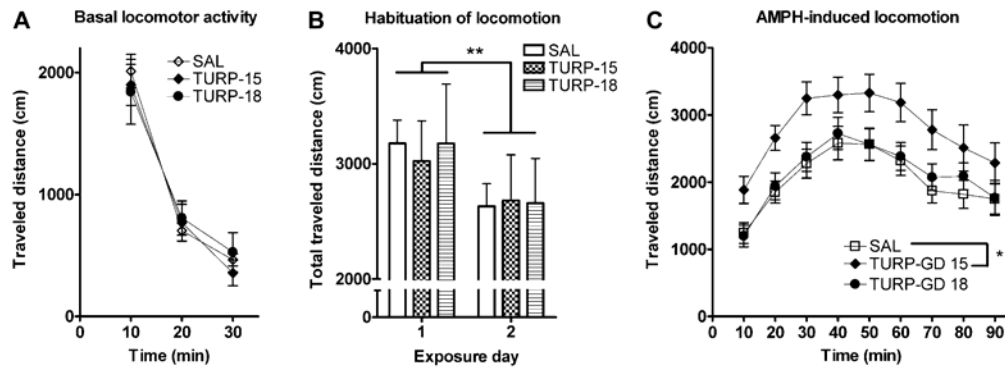 A
Basal locomotor activity
Traveled distance (cm)
2000
1000
0
SAL
TURP-15
TURP-18
0 10 20 30
Time (min)
B
Habituation of locomotion
Total traveled distance (cm)
4000
3000
2000
0
**
SAL
TURP-15
TURP-18
1 2
Exposure day
C
AMPH-induced locomotion
Traveled distance (cm)
4000
3000
2000
1000
0
SAL
TURP-GD 15
TURP-GD 18
*
0 10 20 30 40 50 60 70 80 90
Time (min)